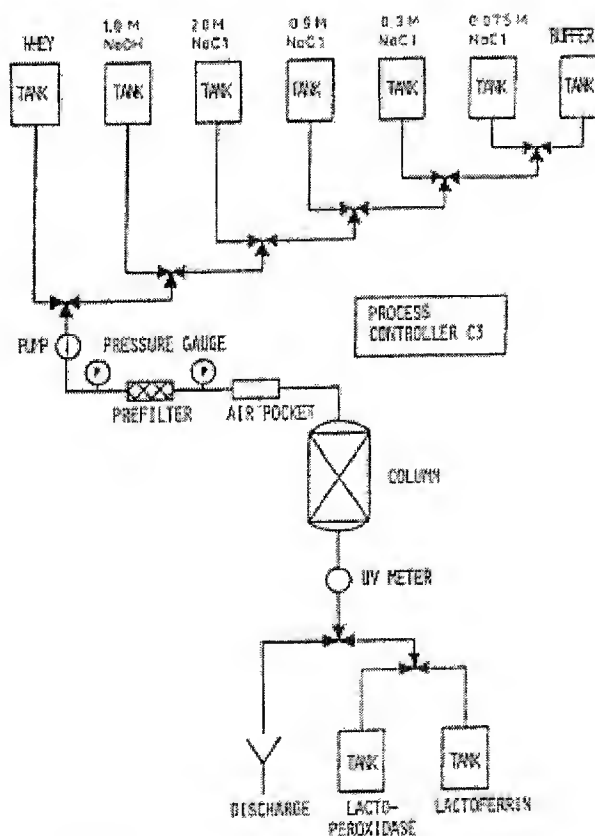 WHEY
1.0 M
NaOH
2.0 M
NaCl
0.9 M
NaCl
0.3 M
NaCl
0.075 M
NaCl
BUFFER
TANK
TANK
TANK
TANK
TANK
TANK
TANK
PROCESS
CONTROLLER C3
PUMP
PRESSURE GAUGE
P
P
PREFILTER
AIR POCKET
COLUMN
UV METER
TANK
TANK
DISCHARGE
LACTO-
PEROXIDASE
LACTOFERRIN